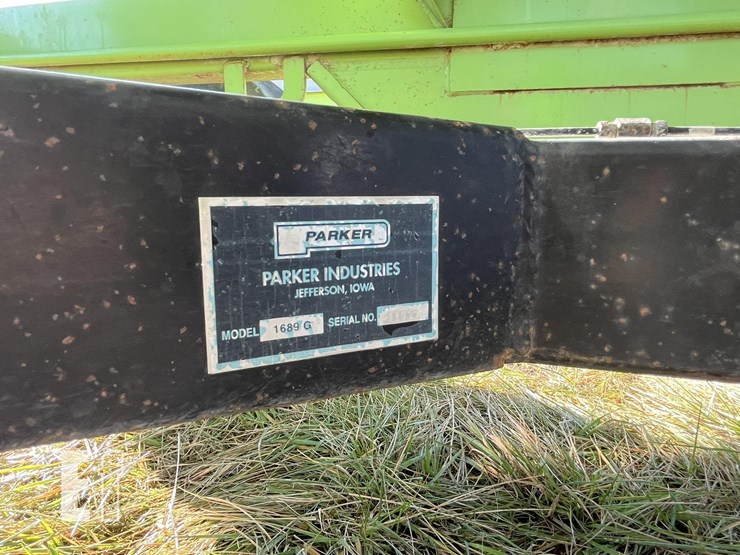 PARKER
PARKER INDUSTRIES
JEFFERSON, IOWA
MODEL 1689 G SERIAL NO.